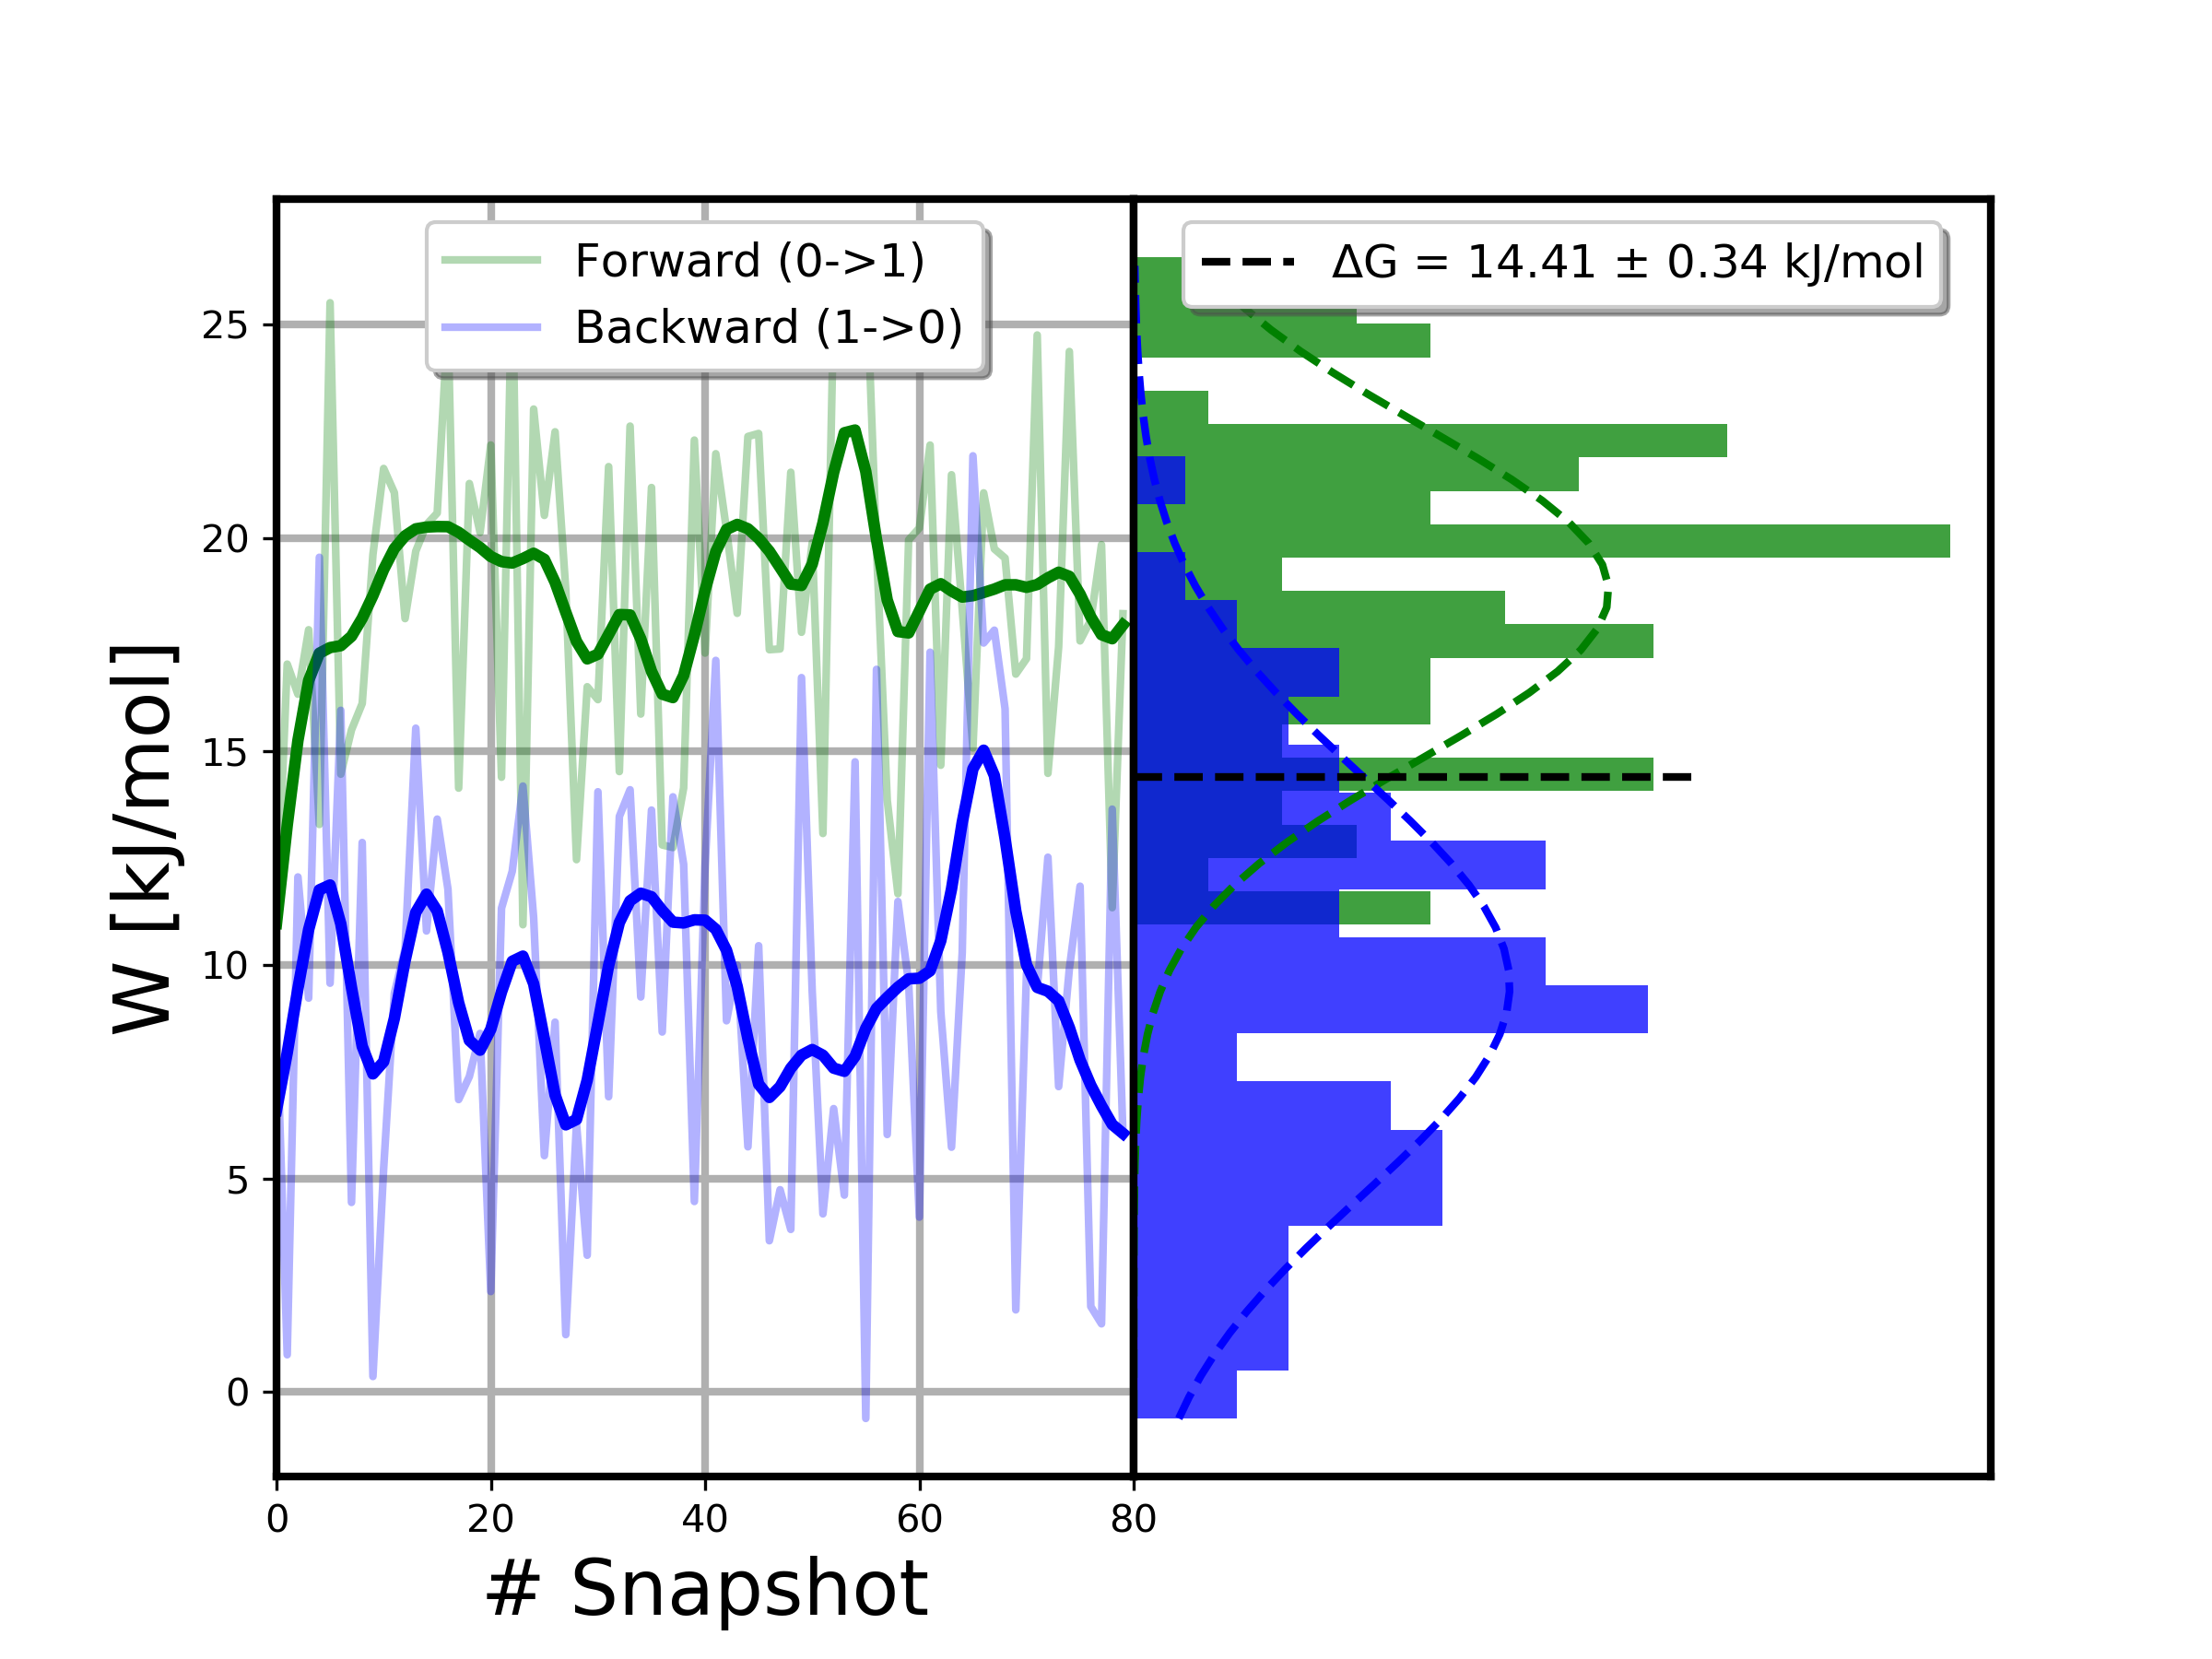 Forward (0->1)
Backward (1->0)
ΔG = 14.41 ± 0.34 kJ/mol
W [kJ/mol]
25
20
15
10
5
0
0 20 40 60 80
# Snapshot